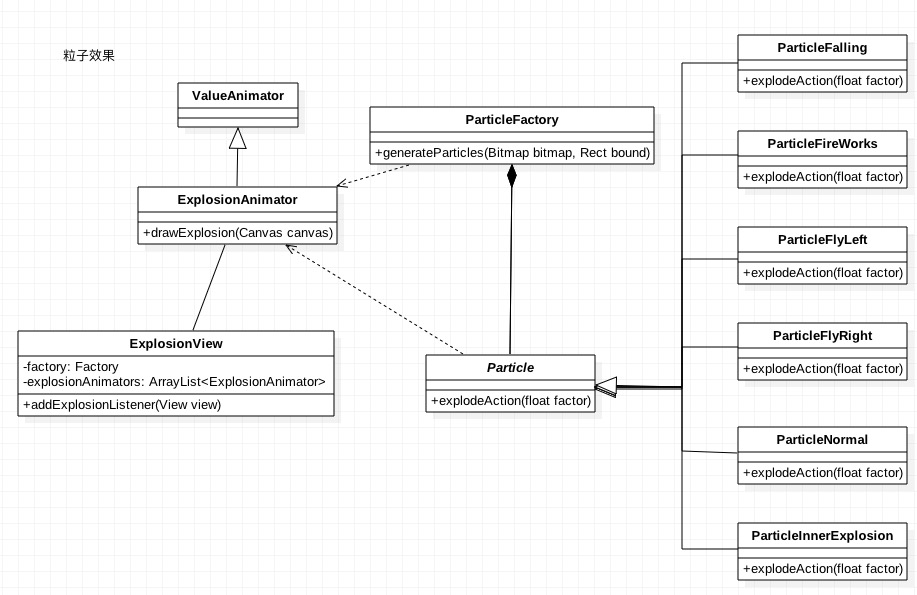 粒子效果
ValueAnimator
ParticleFactory
+generateParticles(Bitmap bitmap, Rect bound)
ExplosionAnimator
+drawExplosion(Canvas canvas)
ExplosionView
-factory: Factory
-explosionAnimators: ArrayList<ExplosionAnimator>
+addExplosionListener(View view)
Particle
+explodeAction(float factor)
ParticleFalling
+explodeAction(float factor)
ParticleFireWorks
+explodeAction(float factor)
ParticleFlyLeft
+explodeAction(float factor)
ParticleFlyRight
+explodeAction(float factor)
ParticleNormal
+explodeAction(float factor)
ParticleInnerExplosion
+explodeAction(float factor)